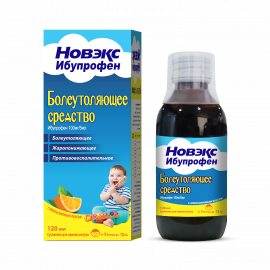 Новэкс
Ибупрофен
Болеутоляющее
средство
Ибупрофен 100мг/5мл
Болеутоляющее
Жаропонижающее
Противовоспалительное
120 мл
Новэкс
Ибупрофен
Болеутоляющее
средство